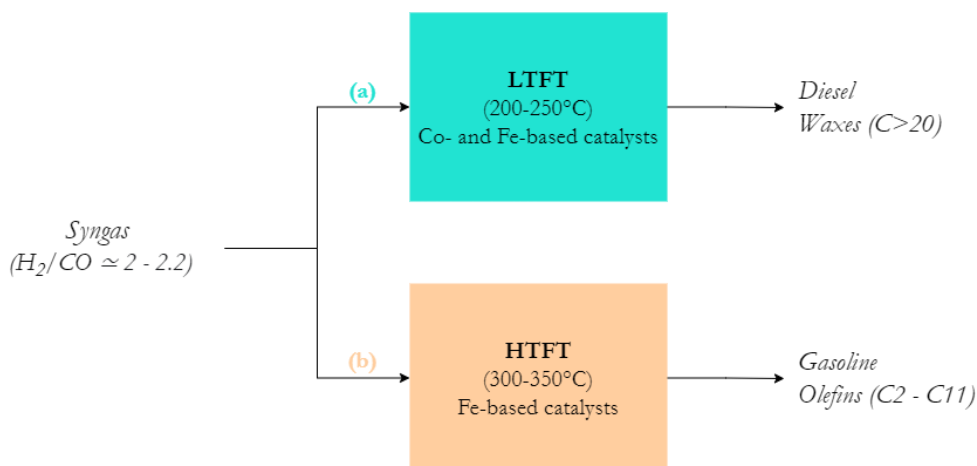 (a)
LTFT
(200-250°C)
Co- and Fe-based catalysts
Diesel
Waxes (C>20)
Syngas
(H₂/CO ≃ 2 - 2.2)
(b)
HTFT
(300-350°C)
Fe-based catalysts
Gasoline
Olefins (C2 - C11)